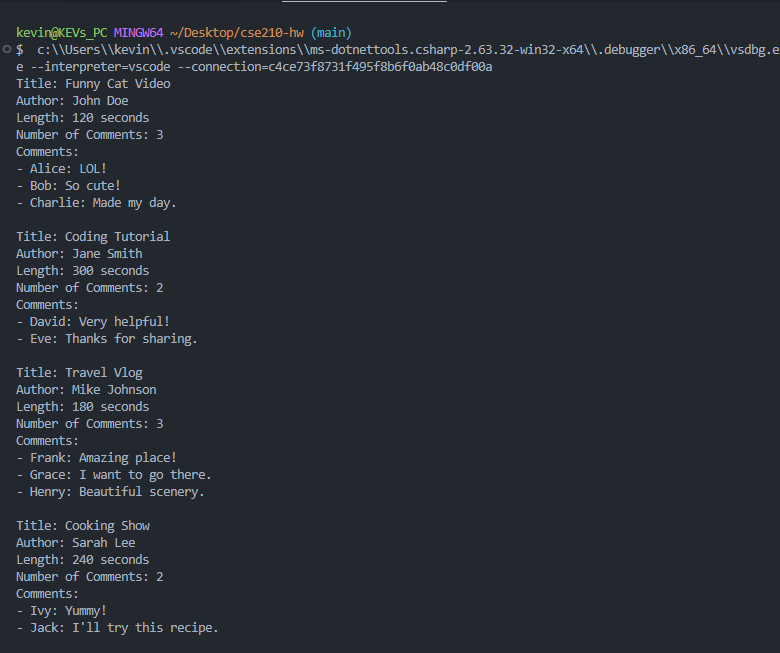 kevin@KEVs_PC MINGW64 ~/Desktop/cse210-hw (main)
$  c:\\Users\\kevin\\.vscode\\extensions\\ms-dotnettools.csharp-2.63.32-win32-x64\\.debugger\\x86_64\\vsdbg.e
e --interpreter=vscode --connection=c4ce73f8731f495f8b6f0ab48c0df00a
Title: Funny Cat Video
Author: John Doe
Length: 120 seconds
Number of Comments: 3
Comments:
- Alice: LOL!
- Bob: So cute!
- Charlie: Made my day.

Title: Coding Tutorial
Author: Jane Smith
Length: 300 seconds
Number of Comments: 2
Comments:
- David: Very helpful!
- Eve: Thanks for sharing.

Title: Travel Vlog
Author: Mike Johnson
Length: 180 seconds
Number of Comments: 3
Comments:
- Frank: Amazing place!
- Grace: I want to go there.
- Henry: Beautiful scenery.

Title: Cooking Show
Author: Sarah Lee
Length: 240 seconds
Number of Comments: 2
Comments:
- Ivy: Yummy!
- Jack: I'll try this recipe.